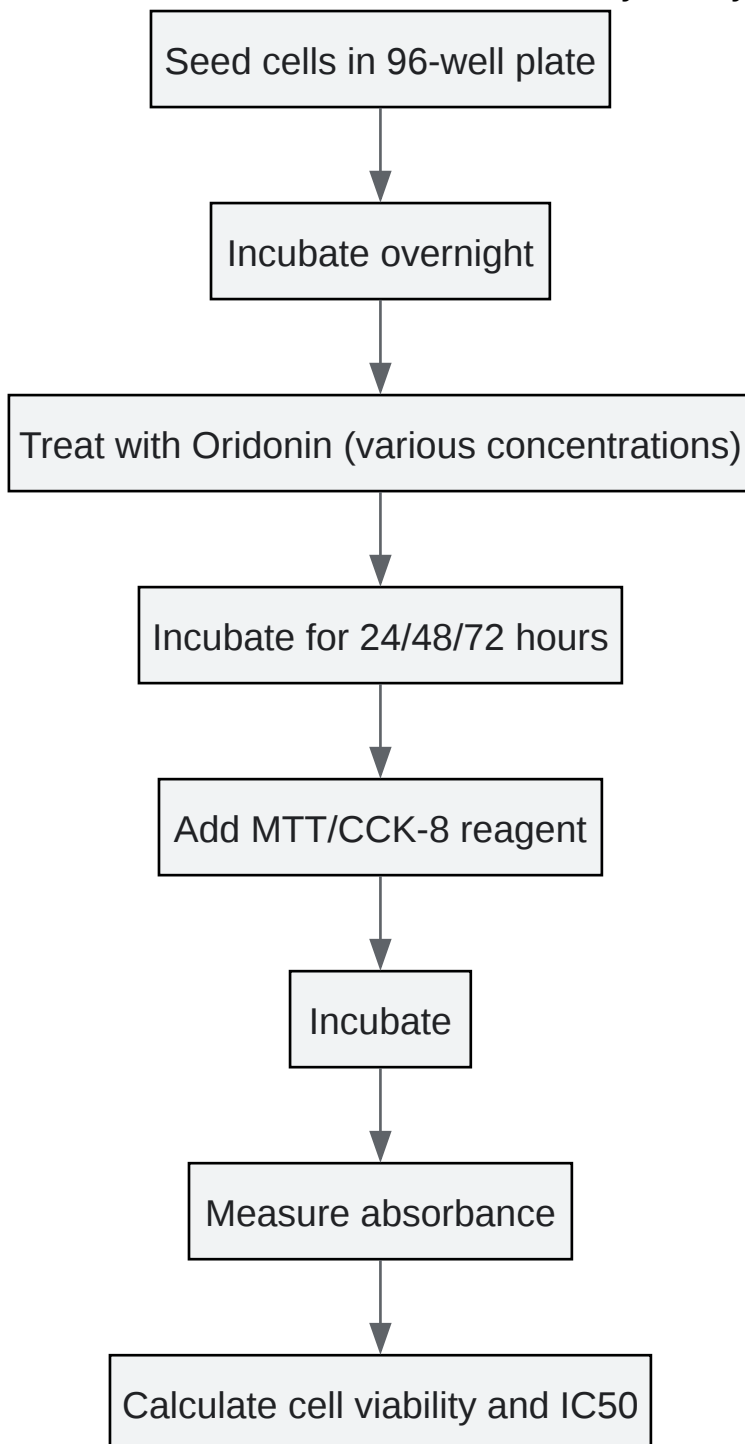 Seed cells in 96-well plate
Incubate overnight
Treat with Oridonin (various concentrations)
Incubate for 24/48/72 hours
Add MTT/CCK-8 reagent
Incubate
Measure absorbance
Calculate cell viability and IC50